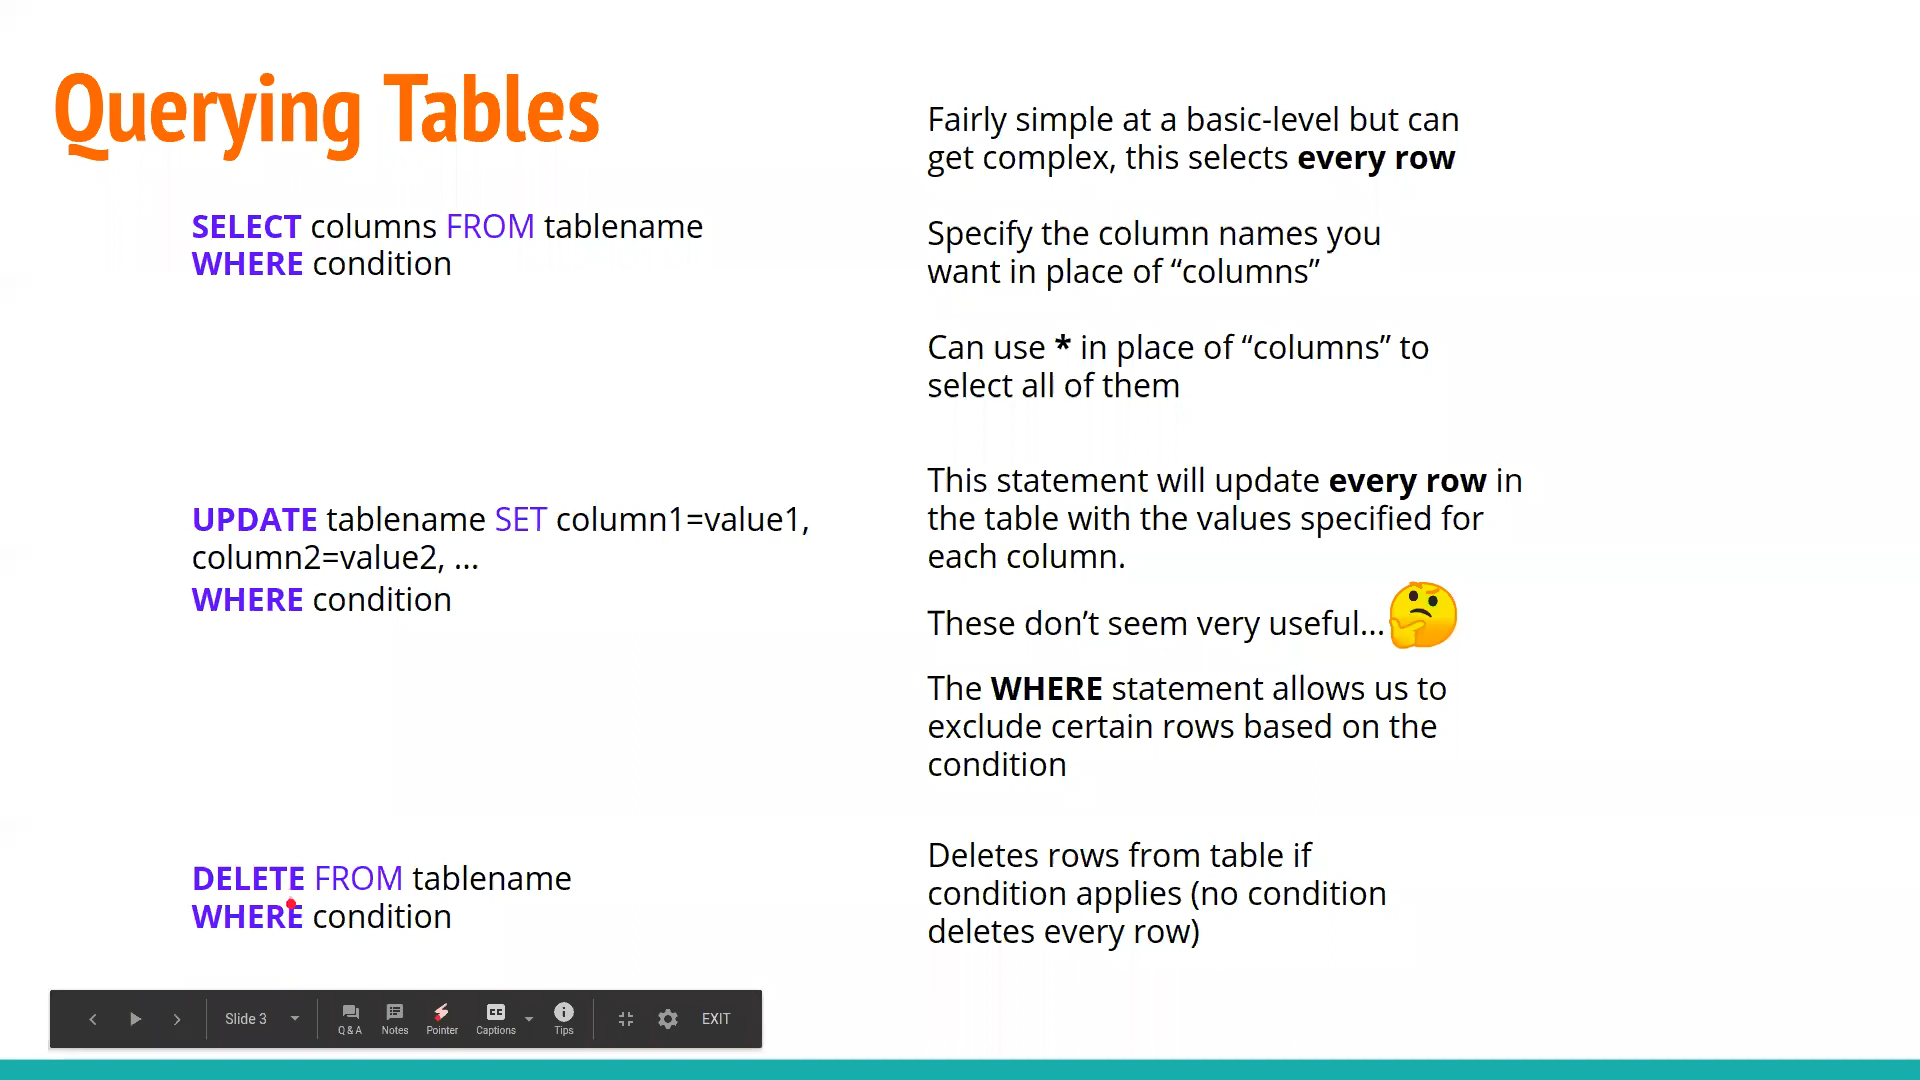 Querying Tables
SELECT columns FROM tablename
WHERE condition
UPDATE tablename SET column1=value1,
column2=value2, ...
WHERE condition
DELETE FROM tablename
WHERE condition
Fairly simple at a basic-level but can
get complex, this selects every row
Specify the column names you
want in place of “columns”
Can use * in place of “columns” to
select all of them
This statement will update every row in
the table with the values specified for
each column.
These don’t seem very useful...
The WHERE statement allows us to
exclude certain rows based on the
condition
Deletes rows from table if
condition applies (no condition
deletes every row)
Slide 3
Q & A
Notes
Pointer
CC
Captions
Tips
EXIT